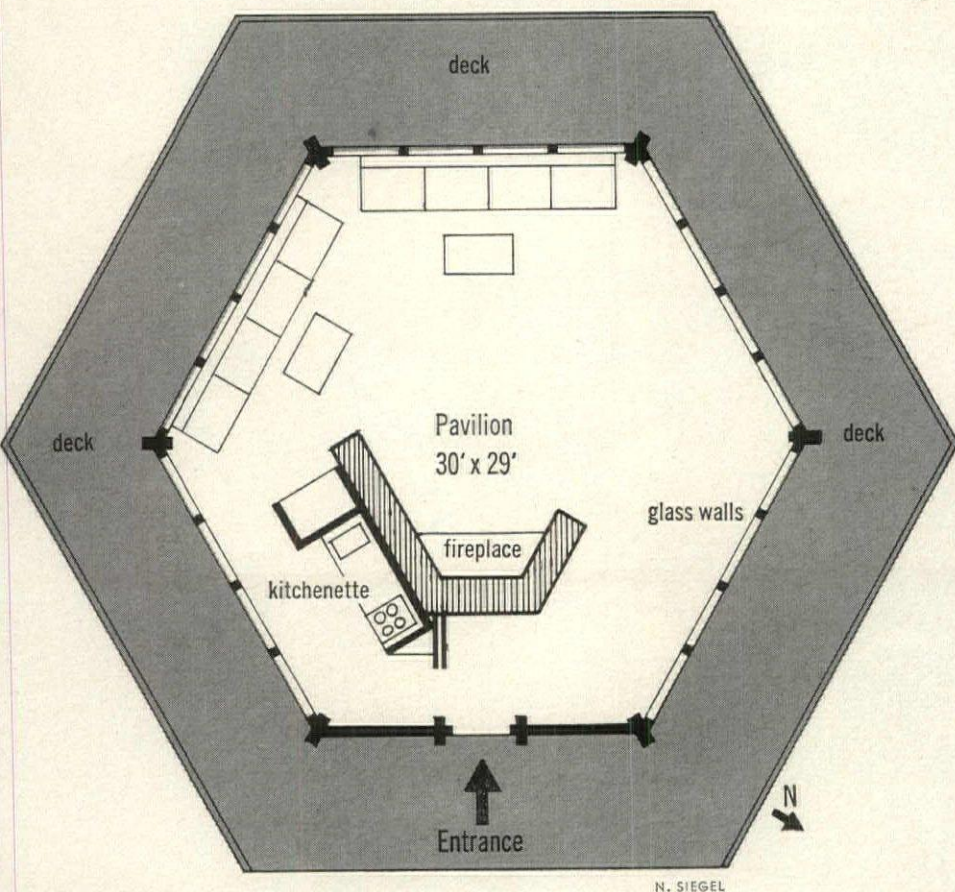 deck
deck
Pavilion
30' x 29'
deck
glass walls
fireplace
kitchenette
N
Entrance
N. SIEGEL